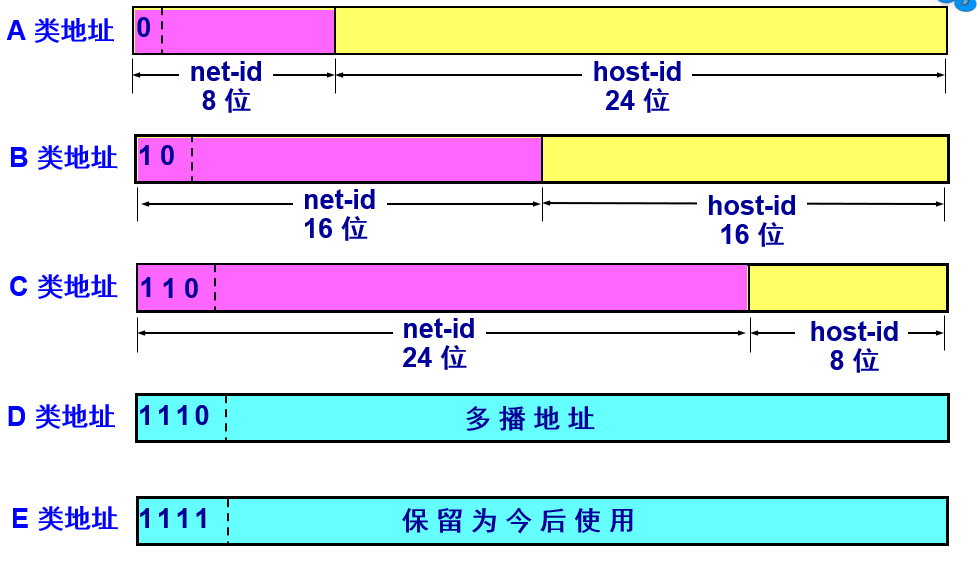 A 类地址
0
net-id
8 位
host-id
24 位
B 类地址
1 0
net-id
16 位
host-id
16 位
C 类地址
1 1 0
net-id
24 位
host-id
8 位
D 类地址
1110
多播地址
E 类地址
1111
保留为今后使用